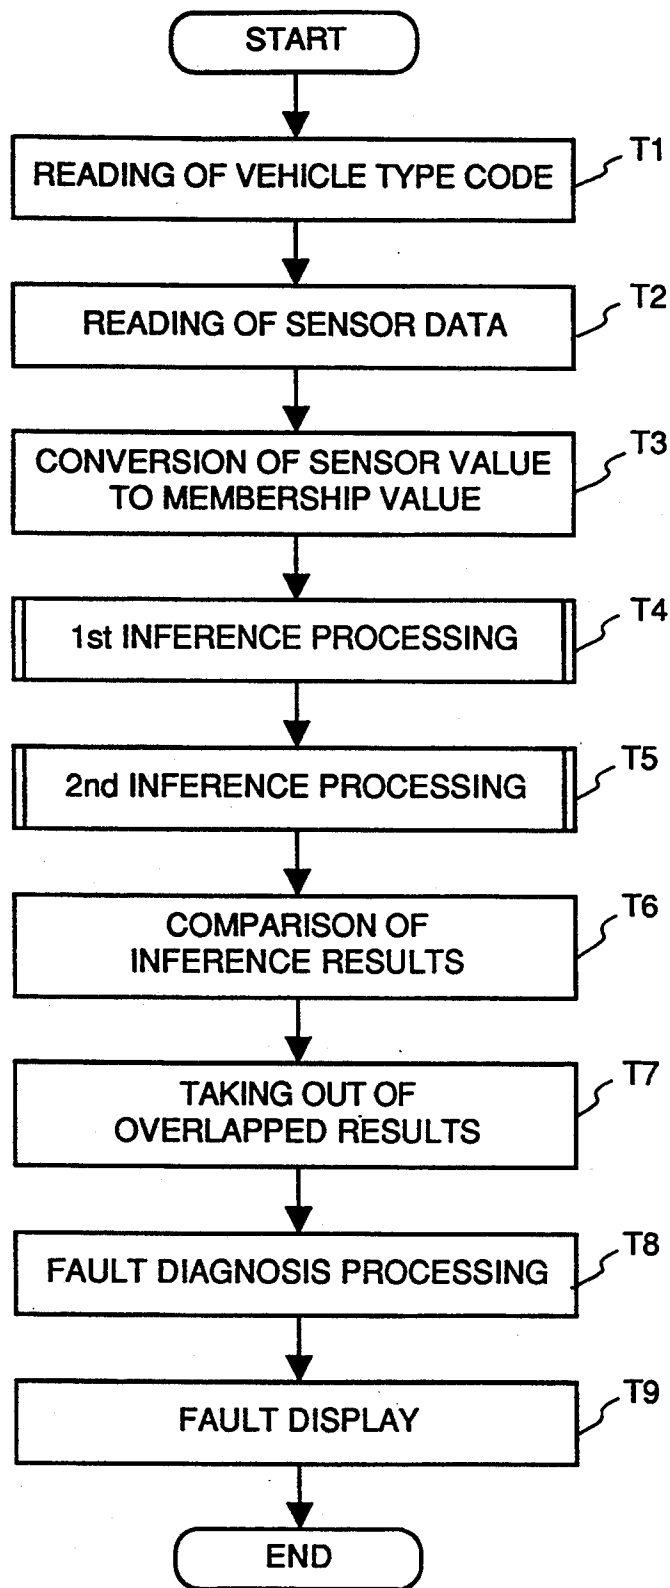 START
READING OF VEHICLE TYPE CODE
T1
READING OF SENSOR DATA
T2
CONVERSION OF SENSOR VALUE
TO MEMBERSHIP VALUE
T3
1st INFERENCE PROCESSING
T4
2nd INFERENCE PROCESSING
T5
COMPARISON OF
INFERENCE RESULTS
T6
TAKING OUT OF
OVERLAPPED RESULTS
T7
FAULT DIAGNOSIS PROCESSING
T8
FAULT DISPLAY
T9
END